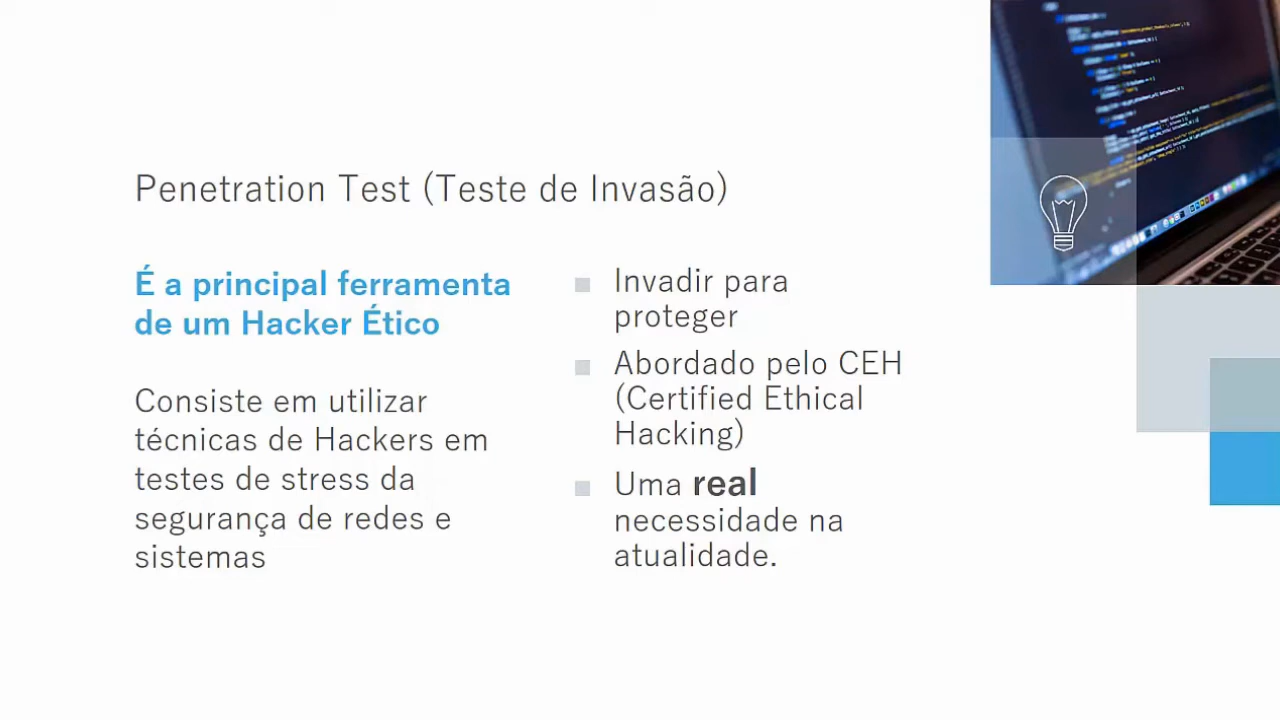 Penetration Test (Teste de Invasão)
É a principal ferramenta
de um Hacker Ético
Consiste em utilizar
técnicas de Hackers em
testes de stress da
segurança de redes e
sistemas
Invadir para
proteger
Abordado pelo CEH
(Certified Ethical
Hacking)
Uma real
necessidade na
atualidade.